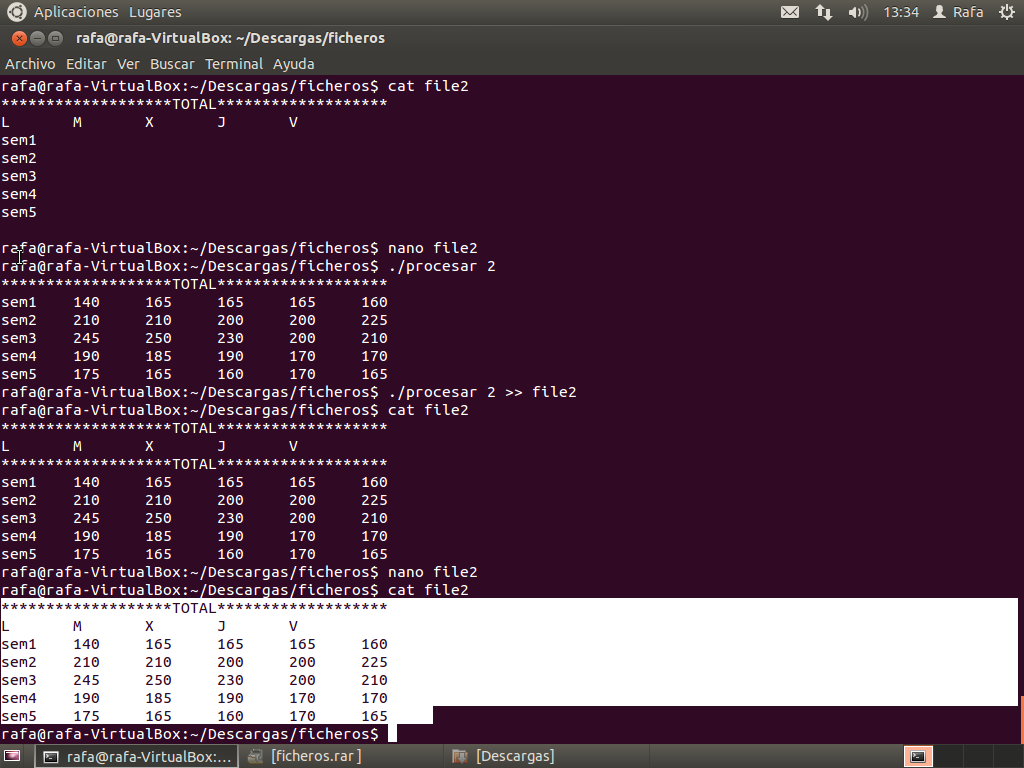 Aplicaciones Lugares 13:34 Rafa
rafa@rafa-VirtualBox: ~/Descargas/ficheros
Archivo Editar Ver Buscar Terminal Ayuda
rafa@rafa-VirtualBox:~/Descargas/ficheros$ cat file2
*******************TOTAL*******************
L M X J V
sem1
sem2
sem3
sem4
sem5
rafa@rafa-VirtualBox:~/Descargas/ficheros$ nano file2
rafa@rafa-VirtualBox:~/Descargas/ficheros$ ./procesar 2
*******************TOTAL*******************
sem1 140 165 165 165 160
sem2 210 210 200 200 225
sem3 245 250 230 200 210
sem4 190 185 190 170 170
sem5 175 165 160 170 165
rafa@rafa-VirtualBox:~/Descargas/ficheros$ ./procesar 2 >> file2
rafa@rafa-VirtualBox:~/Descargas/ficheros$ cat file2
*******************TOTAL*******************
L M X J V
*******************TOTAL*******************
sem1 140 165 165 165 160
sem2 210 210 200 200 225
sem3 245 250 230 200 210
sem4 190 185 190 170 170
sem5 175 165 160 170 165
rafa@rafa-VirtualBox:~/Descargas/ficheros$ nano file2
rafa@rafa-VirtualBox:~/Descargas/ficheros$ cat file2
*******************TOTAL*******************
L M X J V
sem1 140 165 165 165 160
sem2 210 210 200 200 225
sem3 245 250 230 200 210
sem4 190 185 190 170 170
sem5 175 165 160 170 165
rafa@rafa-VirtualBox:~/Descargas/ficheros$
rafa@rafa-VirtualBox:... [ficheros.rar ] [Descargas]